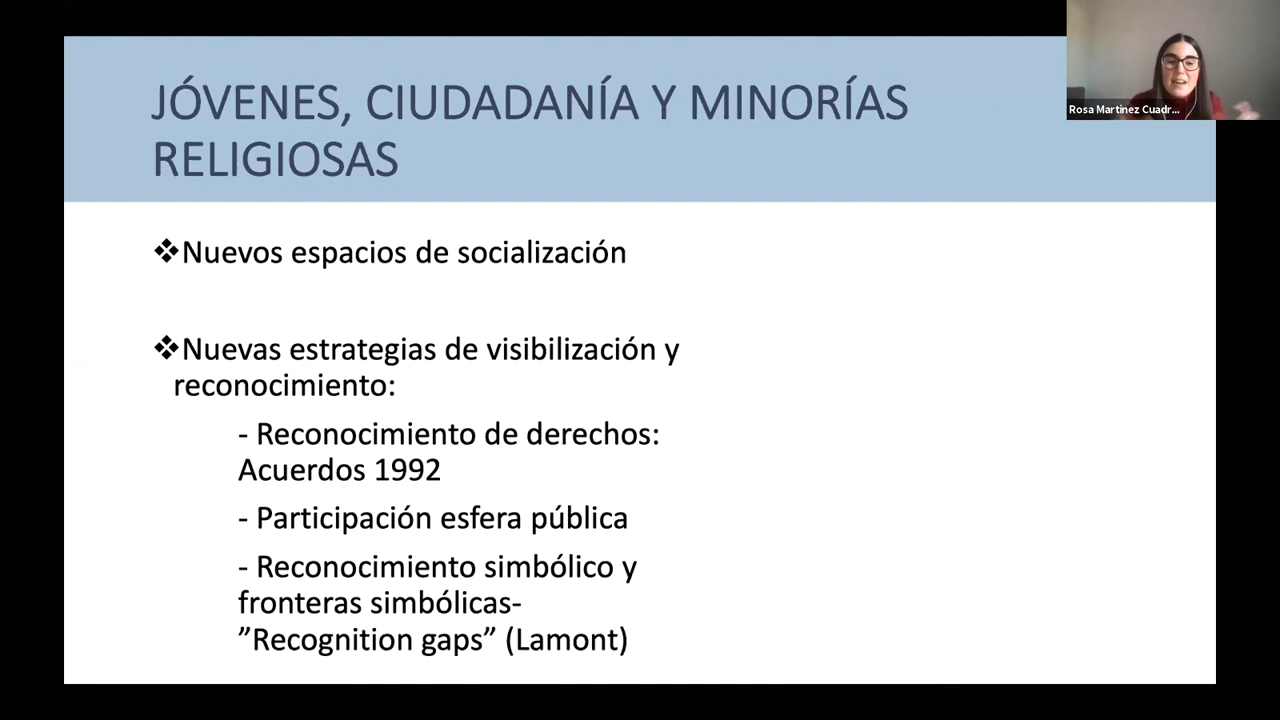 JÓVENES, CIUDADANÍA Y MINORÍAS
RELIGIOSAS
Rosa Martínez Cuadr...
❖Nuevos espacios de socialización
❖Nuevas estrategias de visibilización y
reconocimiento:
- Reconocimiento de derechos:
Acuerdos 1992
- Participación esfera pública
- Reconocimiento simbólico y
fronteras simbólicas-
”Recognition gaps” (Lamont)